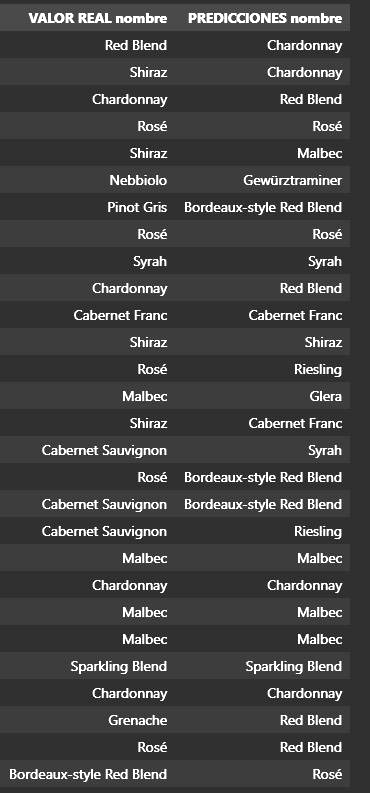 VALOR REAL nombre PREDICCIONES nombre
Red Blend Chardonnay
Shiraz Chardonnay
Chardonnay Red Blend
Rosé Rosé
Shiraz Malbec
Nebbiolo Gewürztraminer
Pinot Gris Bordeaux-style Red Blend
Rosé Rosé
Syrah Syrah
Chardonnay Red Blend
Cabernet Franc Cabernet Franc
Shiraz Shiraz
Rosé Riesling
Malbec Glera
Shiraz Cabernet Franc
Cabernet Sauvignon Syrah
Rosé Bordeaux-style Red Blend
Cabernet Sauvignon Bordeaux-style Red Blend
Cabernet Sauvignon Riesling
Malbec Malbec
Chardonnay Chardonnay
Malbec Malbec
Malbec Malbec
Sparkling Blend Sparkling Blend
Chardonnay Chardonnay
Grenache Red Blend
Rosé Red Blend
Bordeaux-style Red Blend Rosé